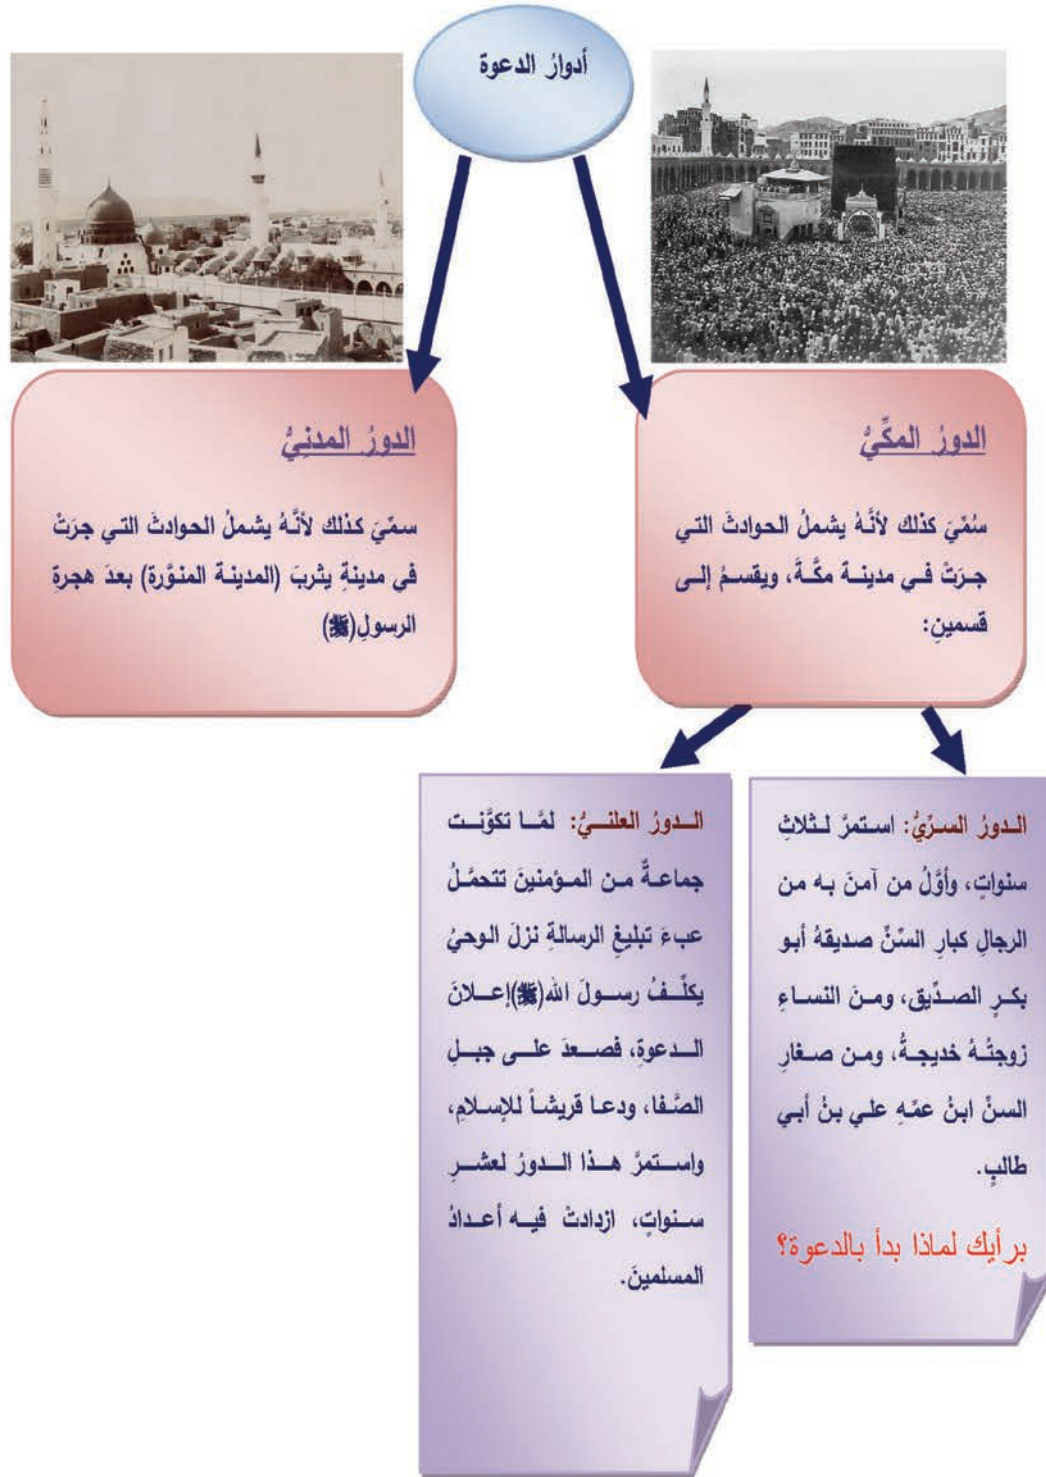 أدوارُ الدعوة
الدورُ المكِّيُّ
سُمِّيَ كذلك لأنَّهُ يشملُ الحوادثَ التي
جرَتْ في مدينة مكَّةَ، ويقسمُ إلى
قسمينِ:
الدورُ المدنِيُّ
سمِّيَ كذلك لأنَّهُ يشملُ الحوادثَ التي جرَتْ
في مدينةِ يثربَ (المدينة المنوَّرة) بعدَ هجرةِ
الرسولِ(ﷺ)
الدورُ السرِّيُّ: استمرَّ لثلاثِ
سنواتٍ، وأوَّلُ من آمنَ به من
الرجالِ كبارِ السِّنِّ صديقهُ أبو
بكرٍ الصدِّيق، ومنَ النساءِ
زوجتُهُ خديجةُ، ومن صغارِ
السنِّ ابنُ عمِّهِ علي بنُ أبي
طالبٍ.
برأيك لماذا بدأ بالدعوة؟
الدورُ العلنيُّ: لمَّا تكوَّنت
جماعةٌ من المؤمنينَ تتحمَّلُ
عبءَ تبليغِ الرسالةِ نزلَ الوحيُ
يكلِّفُ رسولَ الله(ﷺ)إعلانَ
الدعوةِ، فصعدَ على جبلِ
الصَّفا، ودعا قريشاً للإسلامِ،
واستمرَّ هذا الدورُ لعشرِ
سنواتٍ، ازدادتْ فيه أعدادُ
المسلمينَ.